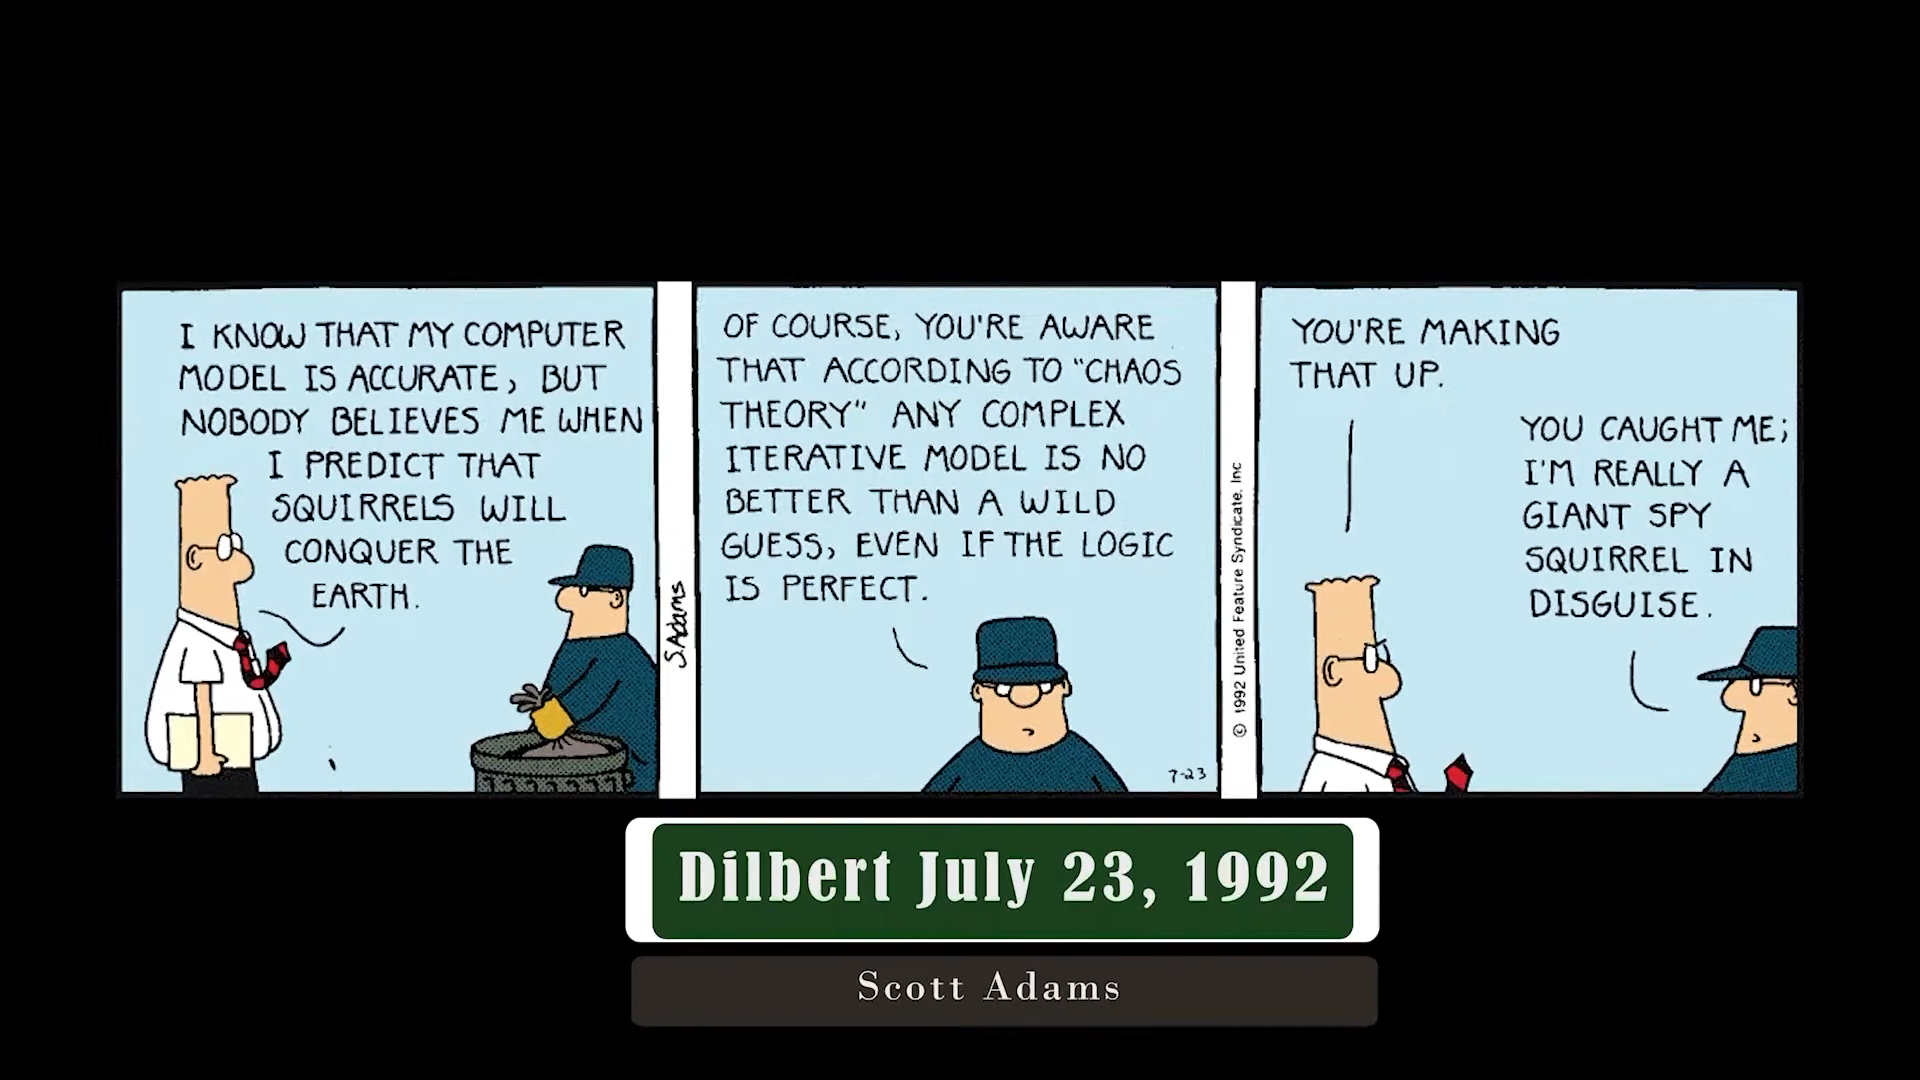 I KNOW THAT MY COMPUTER
MODEL IS ACCURATE, BUT
NOBODY BELIEVES ME WHEN
I PREDICT THAT
SQUIRRELS WILL
CONQUER THE
EARTH.
S.Adams
OF COURSE, YOU'RE AWARE
THAT ACCORDING TO "CHAOS
THEORY" ANY COMPLEX
ITERATIVE MODEL IS NO
BETTER THAN A WILD
GUESS, EVEN IF THE LOGIC
IS PERFECT.
7-23
© 1992 United Feature Syndicate, Inc
YOU'RE MAKING
THAT UP.
YOU CAUGHT ME;
I'M REALLY A
GIANT SPY
SQUIRREL IN
DISGUISE.
Dilbert July 23, 1992
Scott Adams